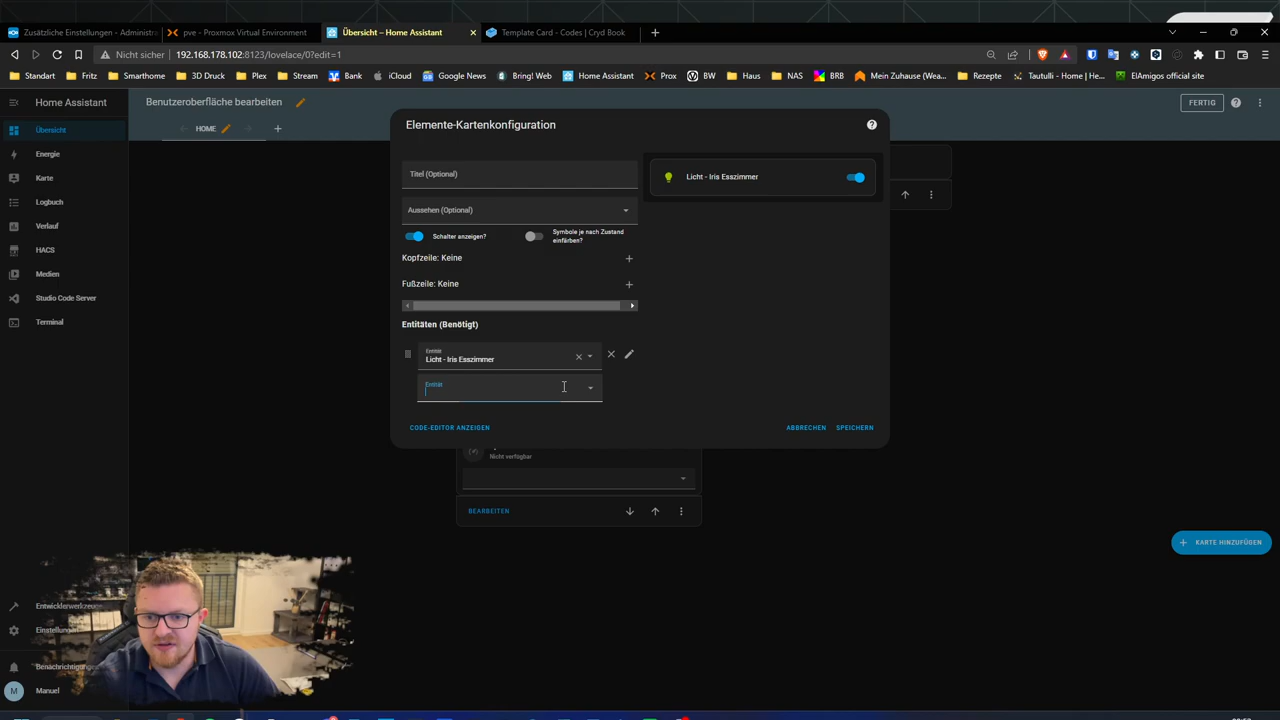 Zusätzliche Einstellungen - Administra
pve - Proxmox Virtual Environment
Übersicht – Home Assistant
Template Card - Codes | Cryd Book
Nicht sicher
192.168.178.102:8123/lovelace/0?edit=1
Standart
Fritz
Smarthome
3D Druck
Plex
Stream
Bank
iCloud
Google News
Bring! Web
Home Assistant
Prox
BW
Haus
NAS
BRB
Mein Zuhause (Wea...
Rezepte
Tautulli - Home | He...
ElAmigos official site
Home Assistant
Benutzeroberfläche bearbeiten
FERTIG
HOME
Übersicht
Energie
Karte
Logbuch
Verlauf
HACS
Medien
Studio Code Server
Terminal
Elemente-Kartenkonfiguration
Titel (Optional)
Aussehen (Optional)
Schalter anzeigen?
Symbole je nach Zustand
einfärben?
Kopfzeile: Keine
Fußzeile: Keine
Entitäten (Benötigt)
Entität
Licht - Iris Esszimmer
Entität
CODE-EDITOR ANZEIGEN
ABBRECHEN
SPEICHERN
Licht - Iris Esszimmer
Nicht verfügbar
BEARBEITEN
KARTE HINZUFÜGEN
Entwicklerwerkzeu
Einstellungen
Benachrichtigungen
M
Manuel